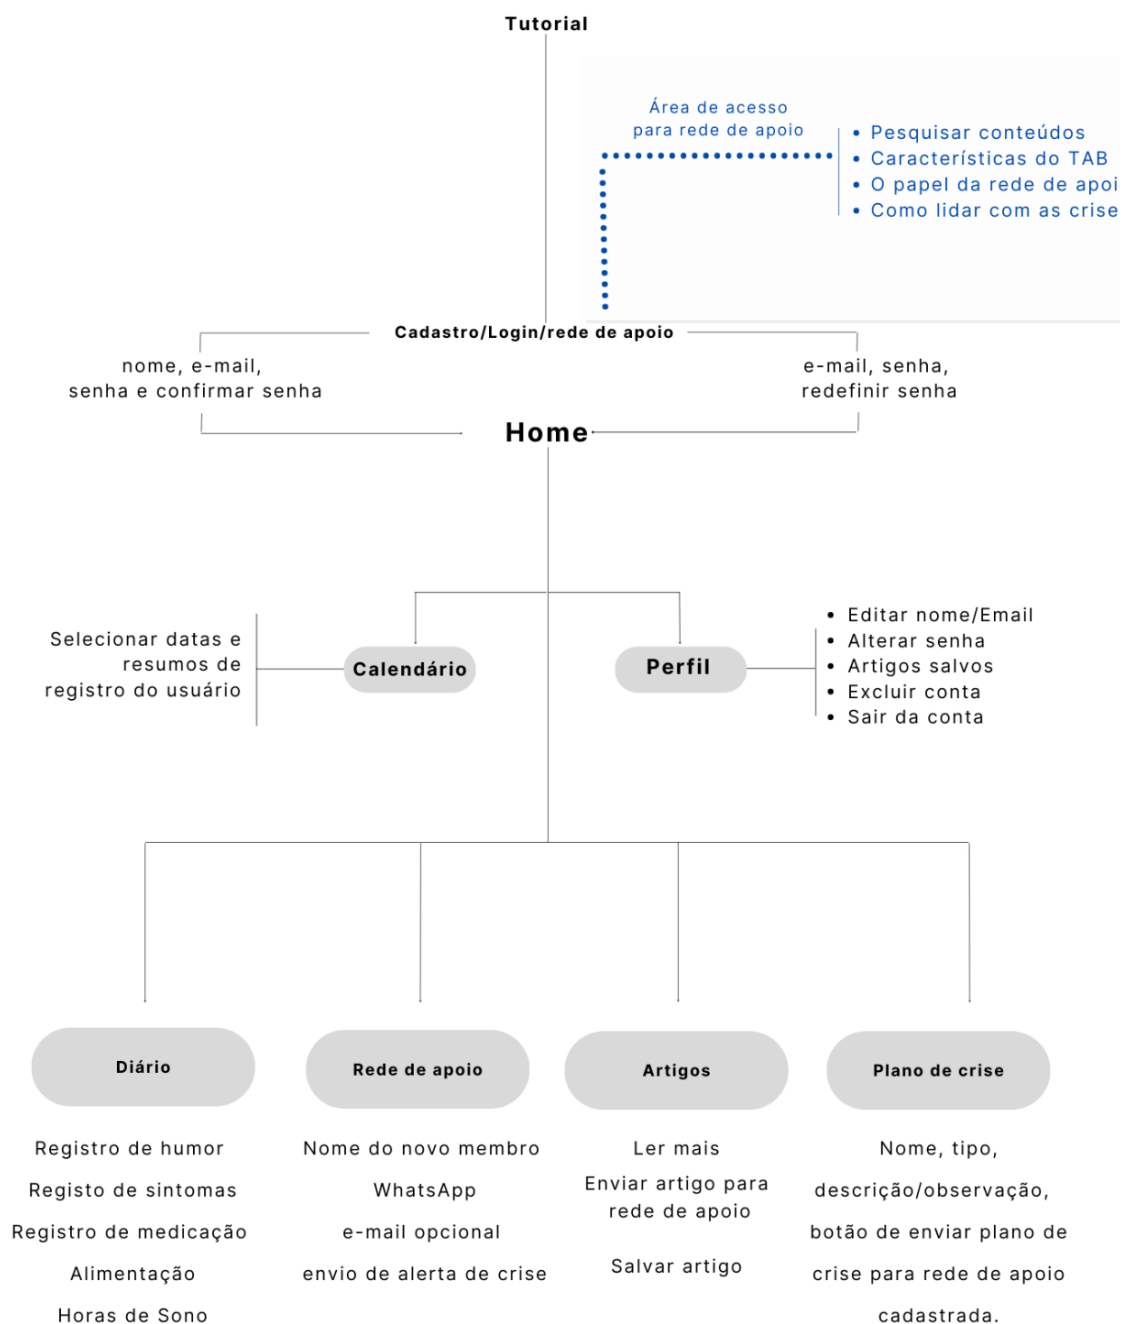 Tutorial
Área de acesso
para rede de apoio
• Pesquisar conteúdos
• Características do TAB
• O papel da rede de apoi
• Como lidar com as crise
Cadastro/Login/rede de apoio
nome, e-mail,
senha e confirmar senha
e-mail, senha,
redefinir senha
Home
Selecionar datas e
resumos de
registro do usuário
Calendário
Perfil
• Editar nome/Email
• Alterar senha
• Artigos salvos
• Excluir conta
• Sair da conta
Diário
Registro de humor
Registo de sintomas
Registro de medicação
Alimentação
Horas de Sono
Rede de apoio
Nome do novo membro
WhatsApp
e-mail opcional
envio de alerta de crise
Artigos
Ler mais
Enviar artigo para
rede de apoio
Salvar artigo
Plano de crise
Nome, tipo,
descrição/observação,
botão de enviar plano de
crise para rede de apoio
cadastrada.